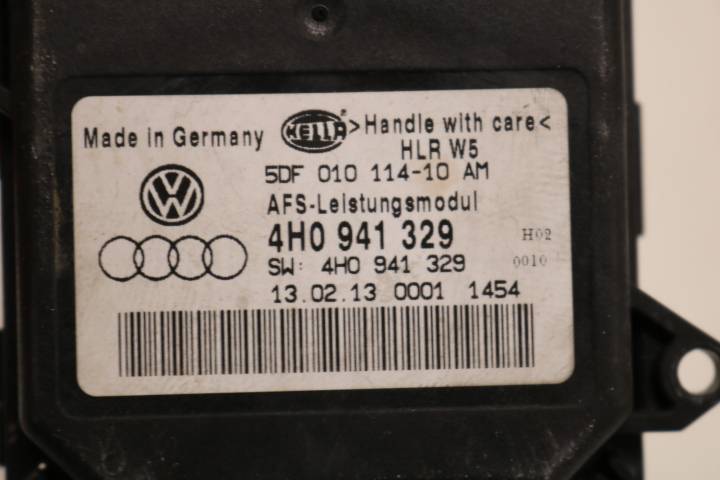 Made in Germany HELLA >Handle with care<
HLR W5
5DF 010 114-10 AM
AFS-Leistungsmodul
4H0 941 329 H02
SW: 4H0 941 329 0010
13.02.13 0001 1454